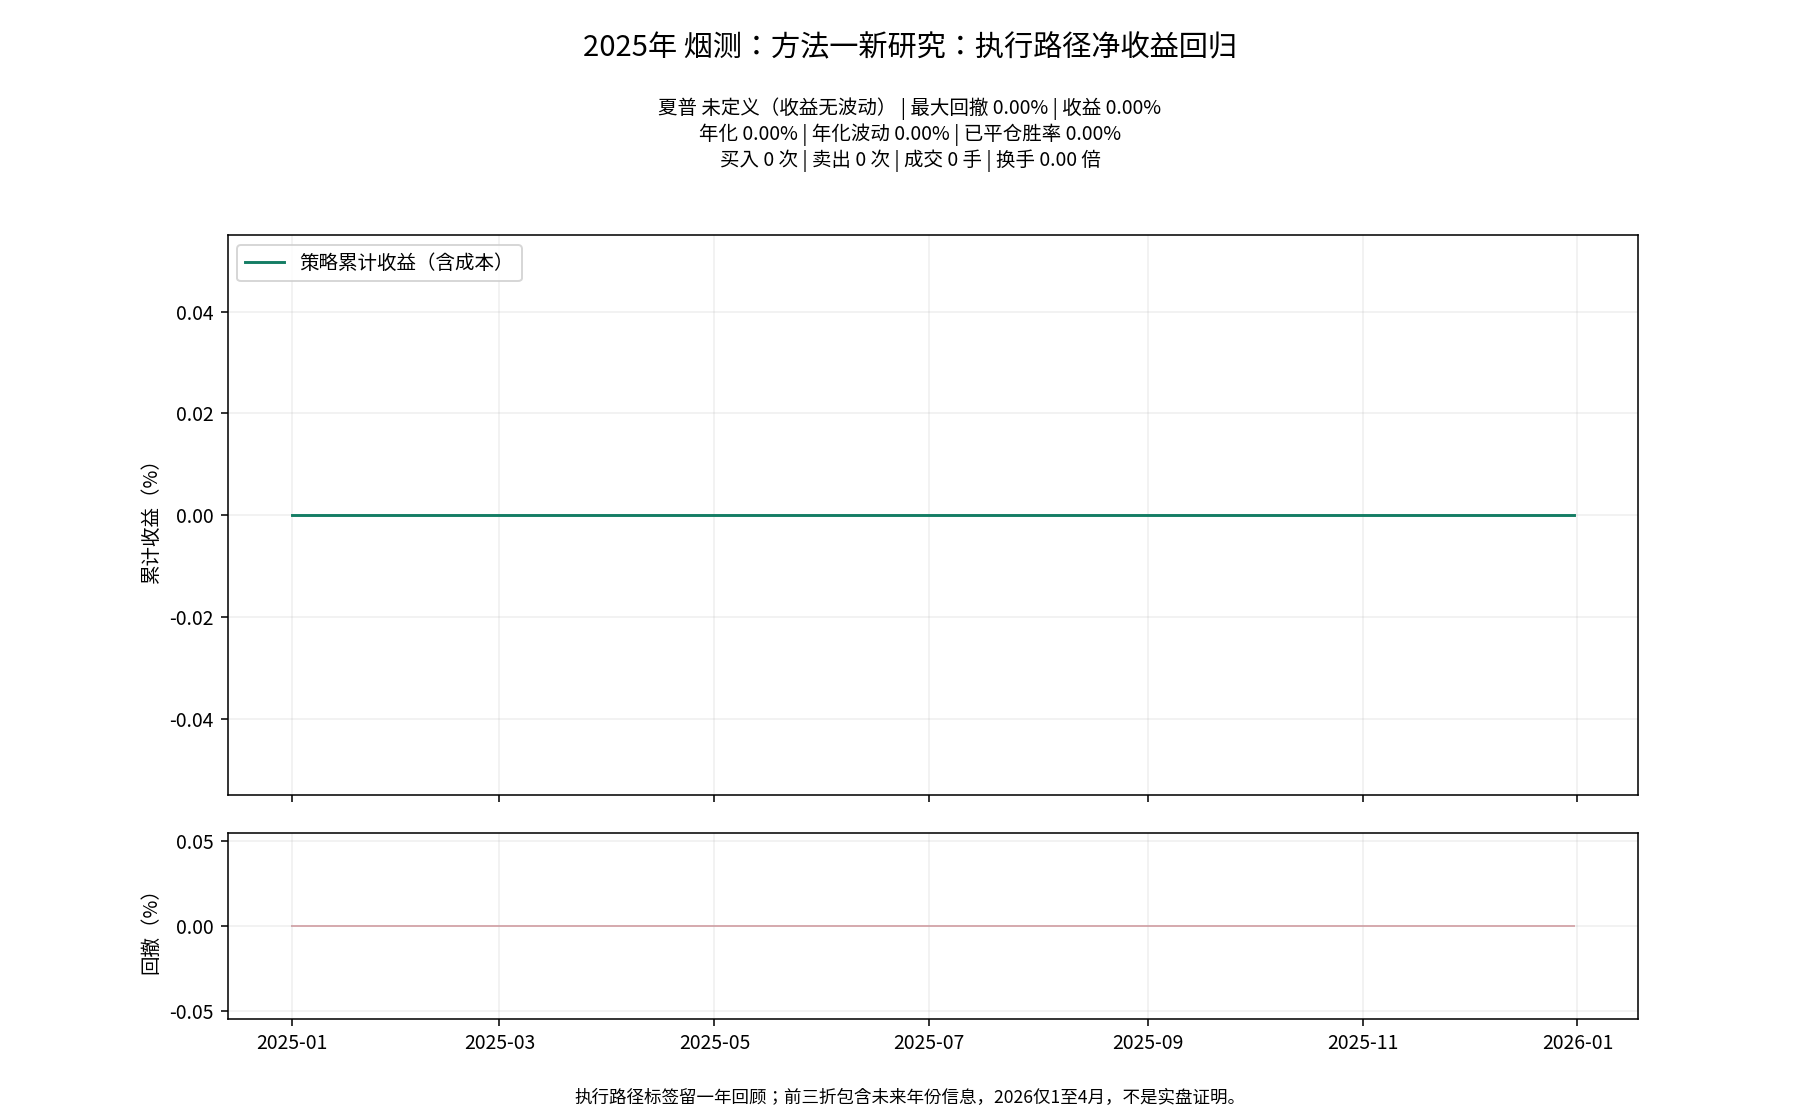 2025年 烟测：方法一新研究：执行路径净收益回归
夏普 未定义（收益无波动） | 最大回撤 0.00% | 收益 0.00%
年化 0.00% | 年化波动 0.00% | 已平仓胜率 0.00%
买入 0 次 | 卖出 0 次 | 成交 0 手 | 换手 0.00 倍
策略累计收益（含成本）
累计收益（%）
0.04
0.02
0.00
-0.02
-0.04
回撤（%）
0.05
0.00
-0.05
2025-01 2025-03 2025-05 2025-07 2025-09 2025-11 2026-01
执行路径标签留一年回顾；前三折包含未来年份信息，2026仅1至4月，不是实盘证明。